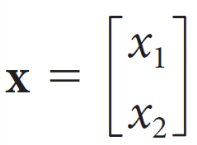 x = [x₁
x₂]